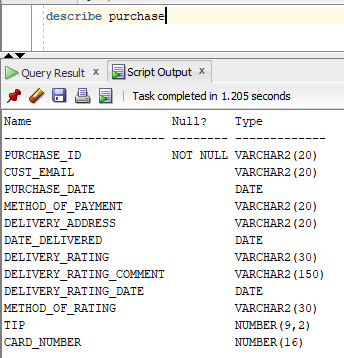 describe purchase
Query Result x Script Output x
Task completed in 1.205 seconds
Name Null? Type
-------------------- -------- -------------
PURCHASE_ID NOT NULL VARCHAR2(20)
CUST_EMAIL VARCHAR2(20)
PURCHASE_DATE DATE
METHOD_OF_PAYMENT VARCHAR2(20)
DELIVERY_ADDRESS VARCHAR2(20)
DATE_DELIVERED DATE
DELIVERY_RATING VARCHAR2(30)
DELIVERY_RATING_COMMENT VARCHAR2(150)
DELIVERY_RATING_DATE DATE
METHOD_OF_RATING VARCHAR2(30)
TIP NUMBER(9,2)
CARD_NUMBER NUMBER(16)